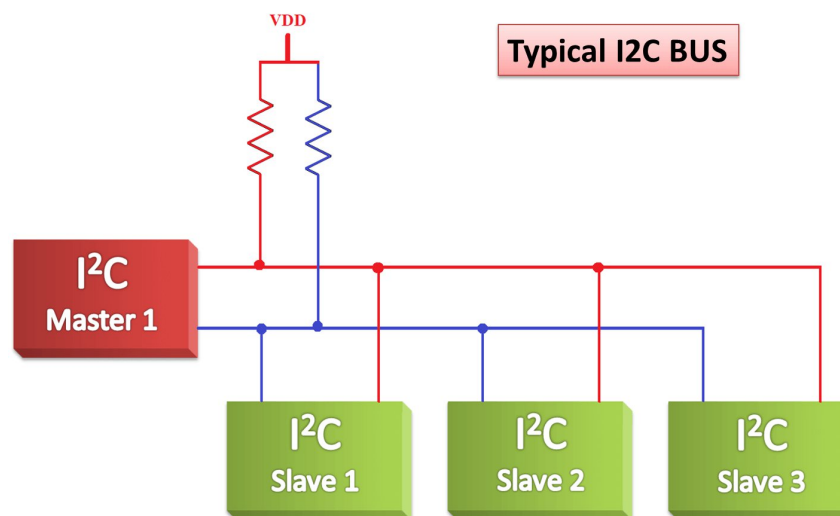 VDD
Typical I2C BUS
I²C
Master 1
I²C
Slave 1
I²C
Slave 2
I²C
Slave 3